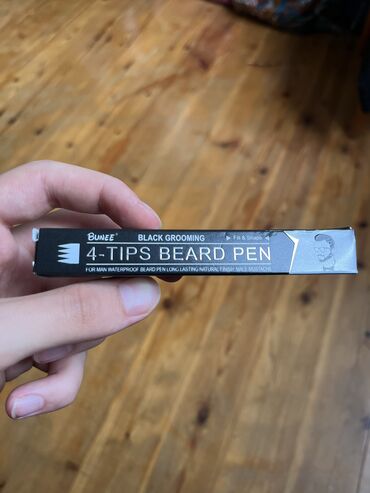 BUNEE®
BLACK GROOMING
▶ Fill & Shape ◀
4-TIPS BEARD PEN
FOR MAN WATERPROOF BEARD PEN LONG LASTING NATURAL FINISH MALE MUSTACHE